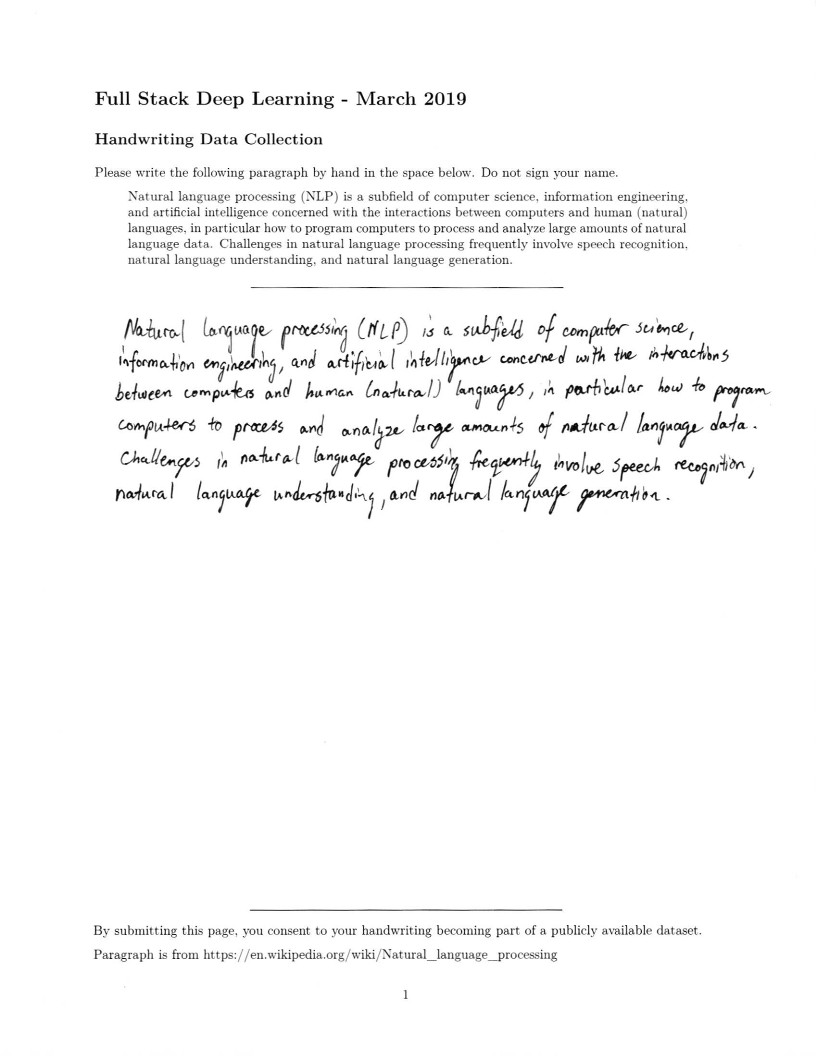 Full Stack Deep Learning - March 2019
Handwriting Data Collection
Please write the following paragraph by hand in the space below. Do not sign your name.
Natural language processing (NLP) is a subfield of computer science, information engineering,
and artificial intelligence concerned with the interactions between computers and human (natural)
languages, in particular how to program computers to process and analyze large amounts of natural
language data. Challenges in natural language processing frequently involve speech recognition,
natural language understanding, and natural language generation.
Natural language processing (NLP) is a subfield of computer science,
information engineering, and artificial intelligence concerned with the interactions
between computers and human (natural) languages, in particular how to program
computers to process and analyze large amounts of natural language data.
Challenges in natural language processing frequently involve speech recognition,
natural language understanding, and natural language generation.
By submitting this page, you consent to your handwriting becoming part of a publicly available dataset.
Paragraph is from https://en.wikipedia.org/wiki/Natural_language_processing
1